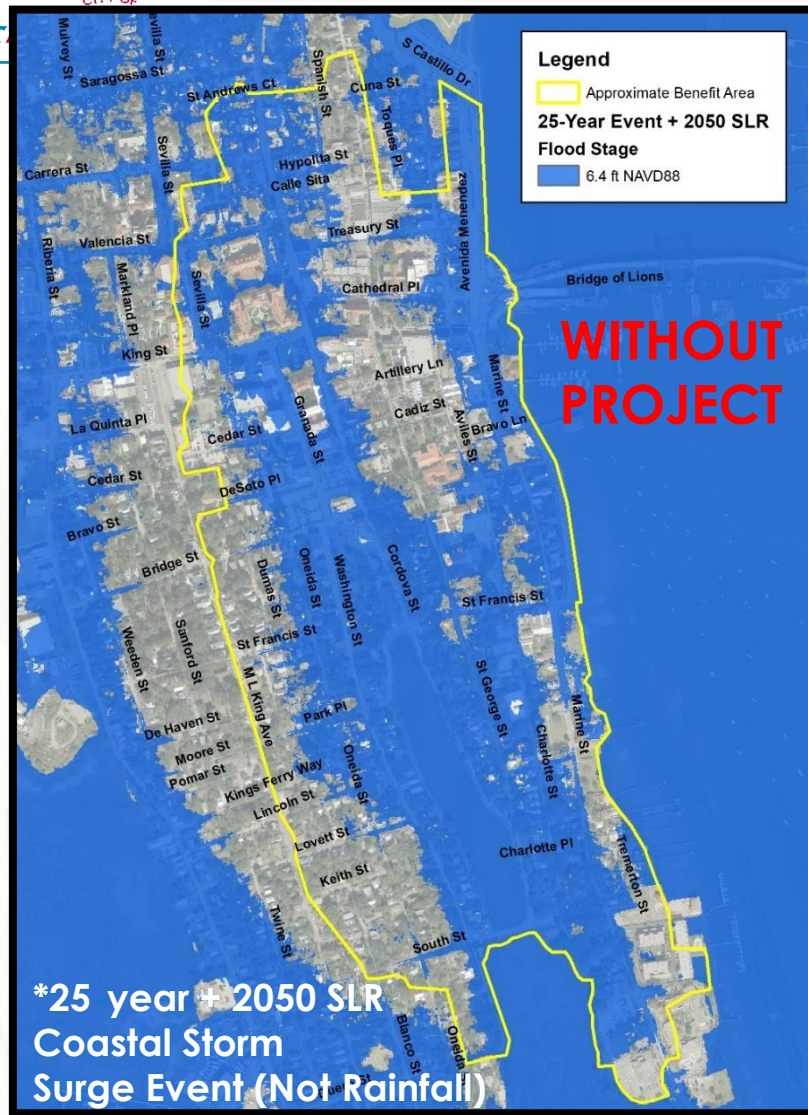 Mulvey St
Sevilla St
Saragossa St
St Andrews Ct
Spanish St
Cuna St
S Castillo Dr
Toques Pl
Legend
Approximate Benefit Area
25-Year Event + 2050 SLR
Flood Stage
6.4 ft NAVD88
Carrera St
Sevilla St
Hypolita St
Calle Sita
Avenida Menendez
Valencia St
Treasury St
Riberia St
Markland Pl
Sevilla St
Cathedral Pl
Bridge of Lions
WITHOUT
PROJECT
King St
Artillery Ln
Marine St
La Quinta Pl
Granada St
Cadiz St
Aviles St
Bravo Ln
Cedar St
Cedar St
DeSoto Pl
Bravo St
Bridge St
Dumas St
Oneida St
Washington St
Cordova St
St Francis St
Weeden St
Sanford St
St Francis St
M L King Ave
St George St
Charlotte St
Marine St
De Haven St
Park Pl
Moore St
Pomar St
Kings Ferry Way
Oneida St
Lincoln St
Lovett St
Charlotte Pl
Tremerton St
Keith St
Twine St
South St
*25 year + 2050 SLR
Coastal Storm
Surge Event (Not Rainfall)
Blanco St
Oneida